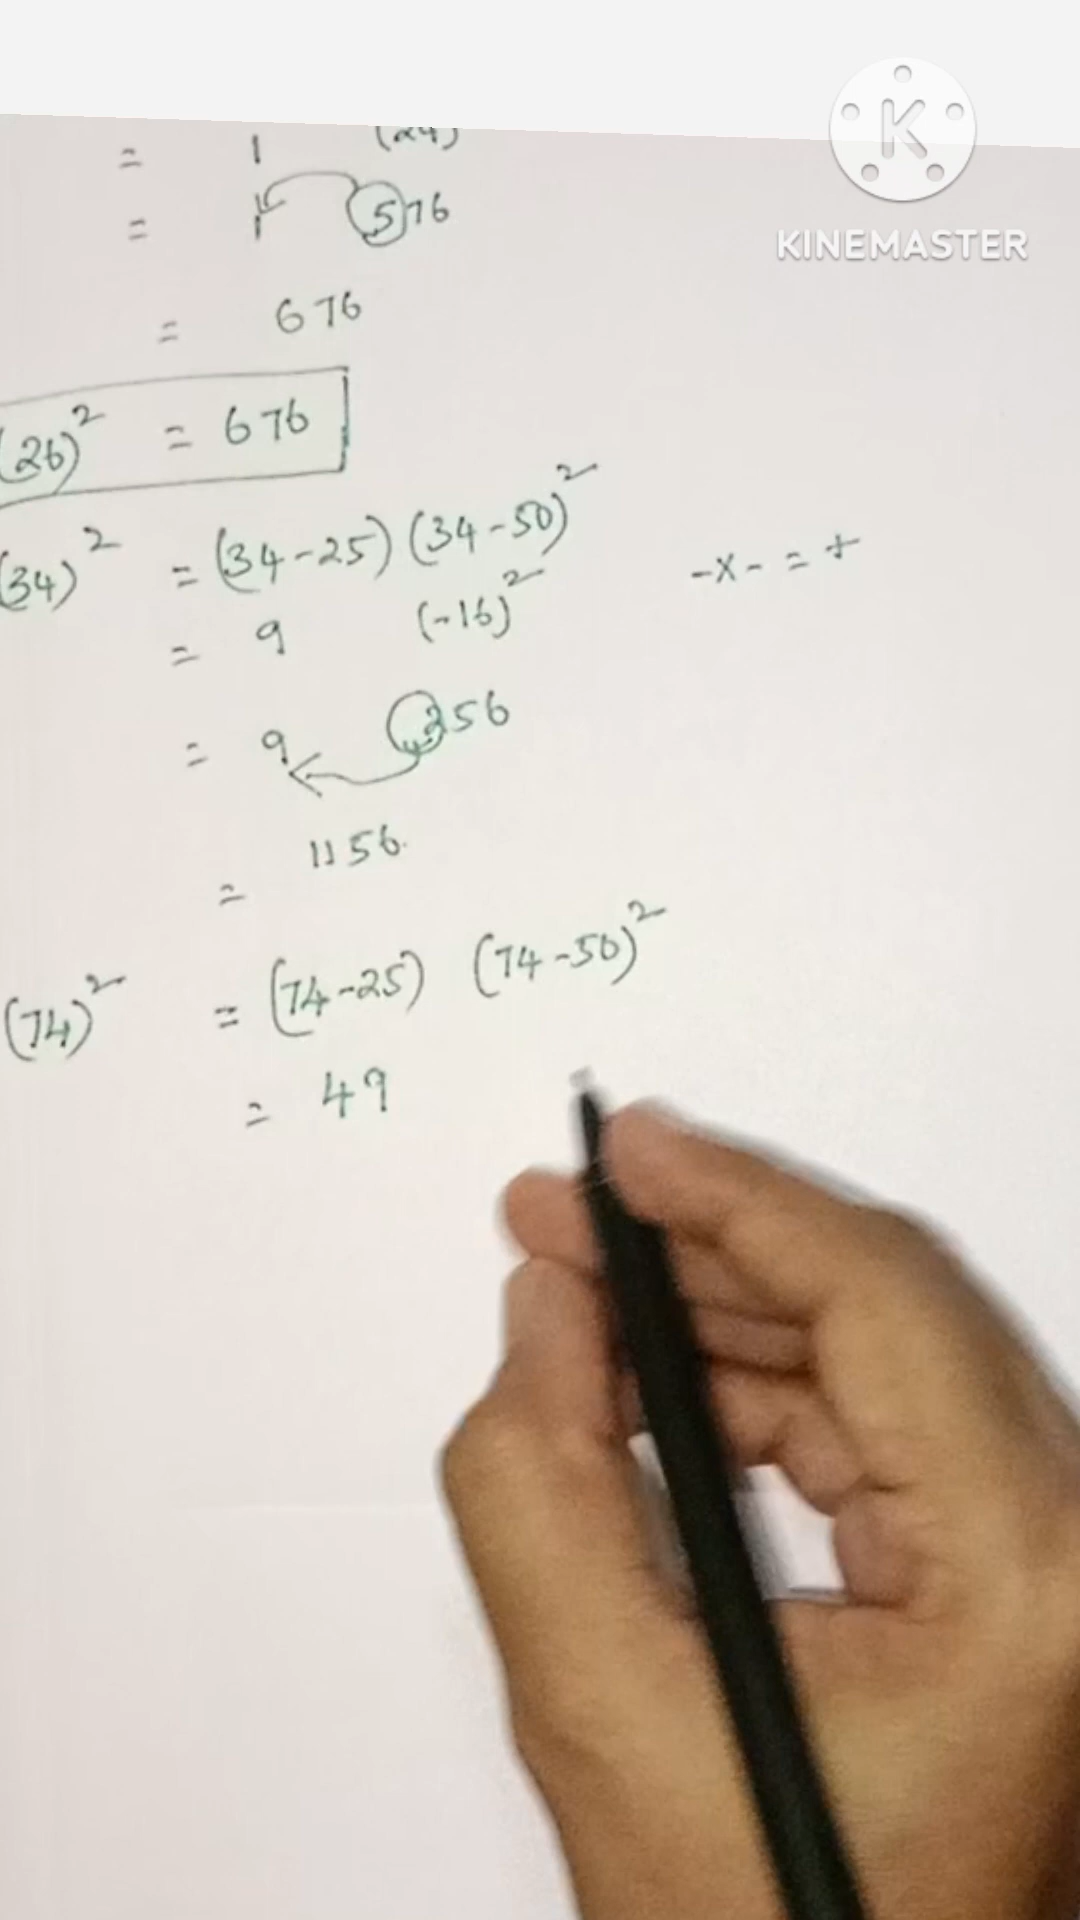 KINEMASTER
= 1 (24)
= 1 576
= 676
(26)² = 676
(34)² = (34-25) (34-50)²
= 9 (-16)² -x- = +
= 9 256
= 1156.
(74)² = (74-25) (74-50)²
= 49